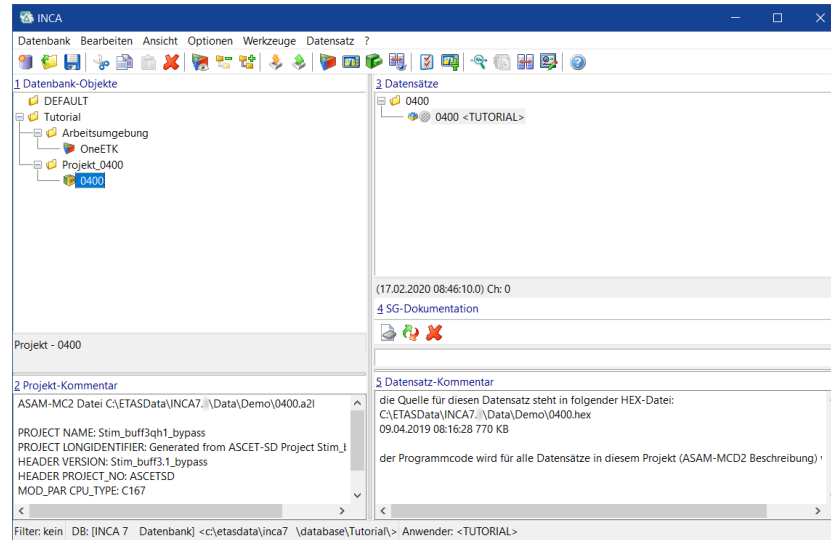 INCA
Datenbank Bearbeiten Ansicht Optionen Werkzeuge Datensatz ?
1 Datenbank-Objekte
DEFAULT
Tutorial
Arbeitsumgebung
OneETK
Projekt_0400
0400
Projekt - 0400
2 Projekt-Kommentar
ASAM-MC2 Datei C:\ETASData\INCA7. \Data\Demo\0400.a2l
PROJECT NAME: Stim_buff3qh1_bypass
PROJECT LONGIDENTIFIER: Generated from ASCET-SD Project Stim_b
HEADER VERSION: Stim_buff3.1_bypass
HEADER PROJECT_NO: ASCETSD
MOD_PAR CPU_TYPE: C167
3 Datensätze
0400
0400 <TUTORIAL>
(17.02.2020 08:46:10.0) Ch: 0
4 SG-Dokumentation
5 Datensatz-Kommentar
die Quelle für diesen Datensatz steht in folgender HEX-Datei:
C:\ETASData\INCA7. \Data\Demo\0400.hex
09.04.2019 08:16:28 770 KB
der Programmcode wird für alle Datensätze in diesem Projekt (ASAM-MCD2 Beschreibung)
Filter: kein DB: [INCA 7 Datenbank] <c:\etasdata\inca7 \database\Tutorial\> Anwender: <TUTORIAL>